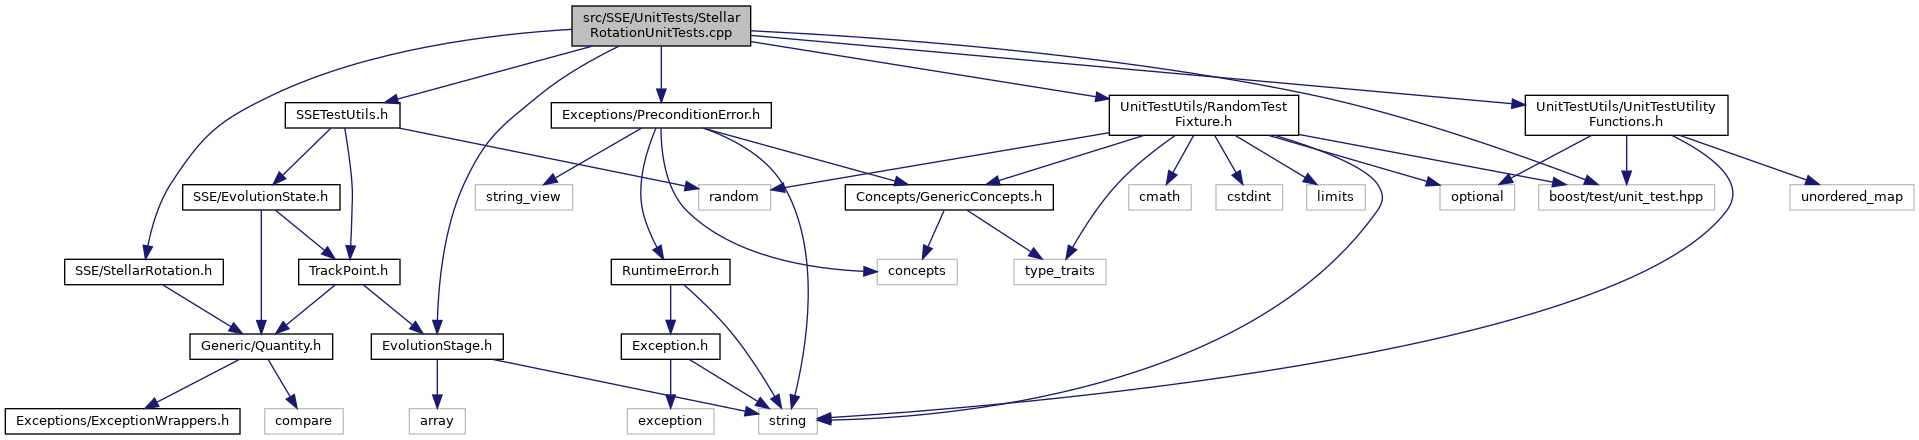 src/SSE/UnitTests/Stellar
RotationUnitTests.cpp
SSETestUtils.h
Exceptions/PreconditionError.h
UnitTestUtils/RandomTest
Fixture.h
UnitTestUtils/UnitTestUtility
Functions.h
SSE/EvolutionState.h
string_view
random
Concepts/GenericConcepts.h
cmath
cstdint
limits
optional
boost/test/unit_test.hpp
unordered_map
SSE/StellarRotation.h
TrackPoint.h
RuntimeError.h
concepts
type_traits
Generic/Quantity.h
EvolutionStage.h
Exception.h
Exceptions/ExceptionWrappers.h
compare
array
exception
string